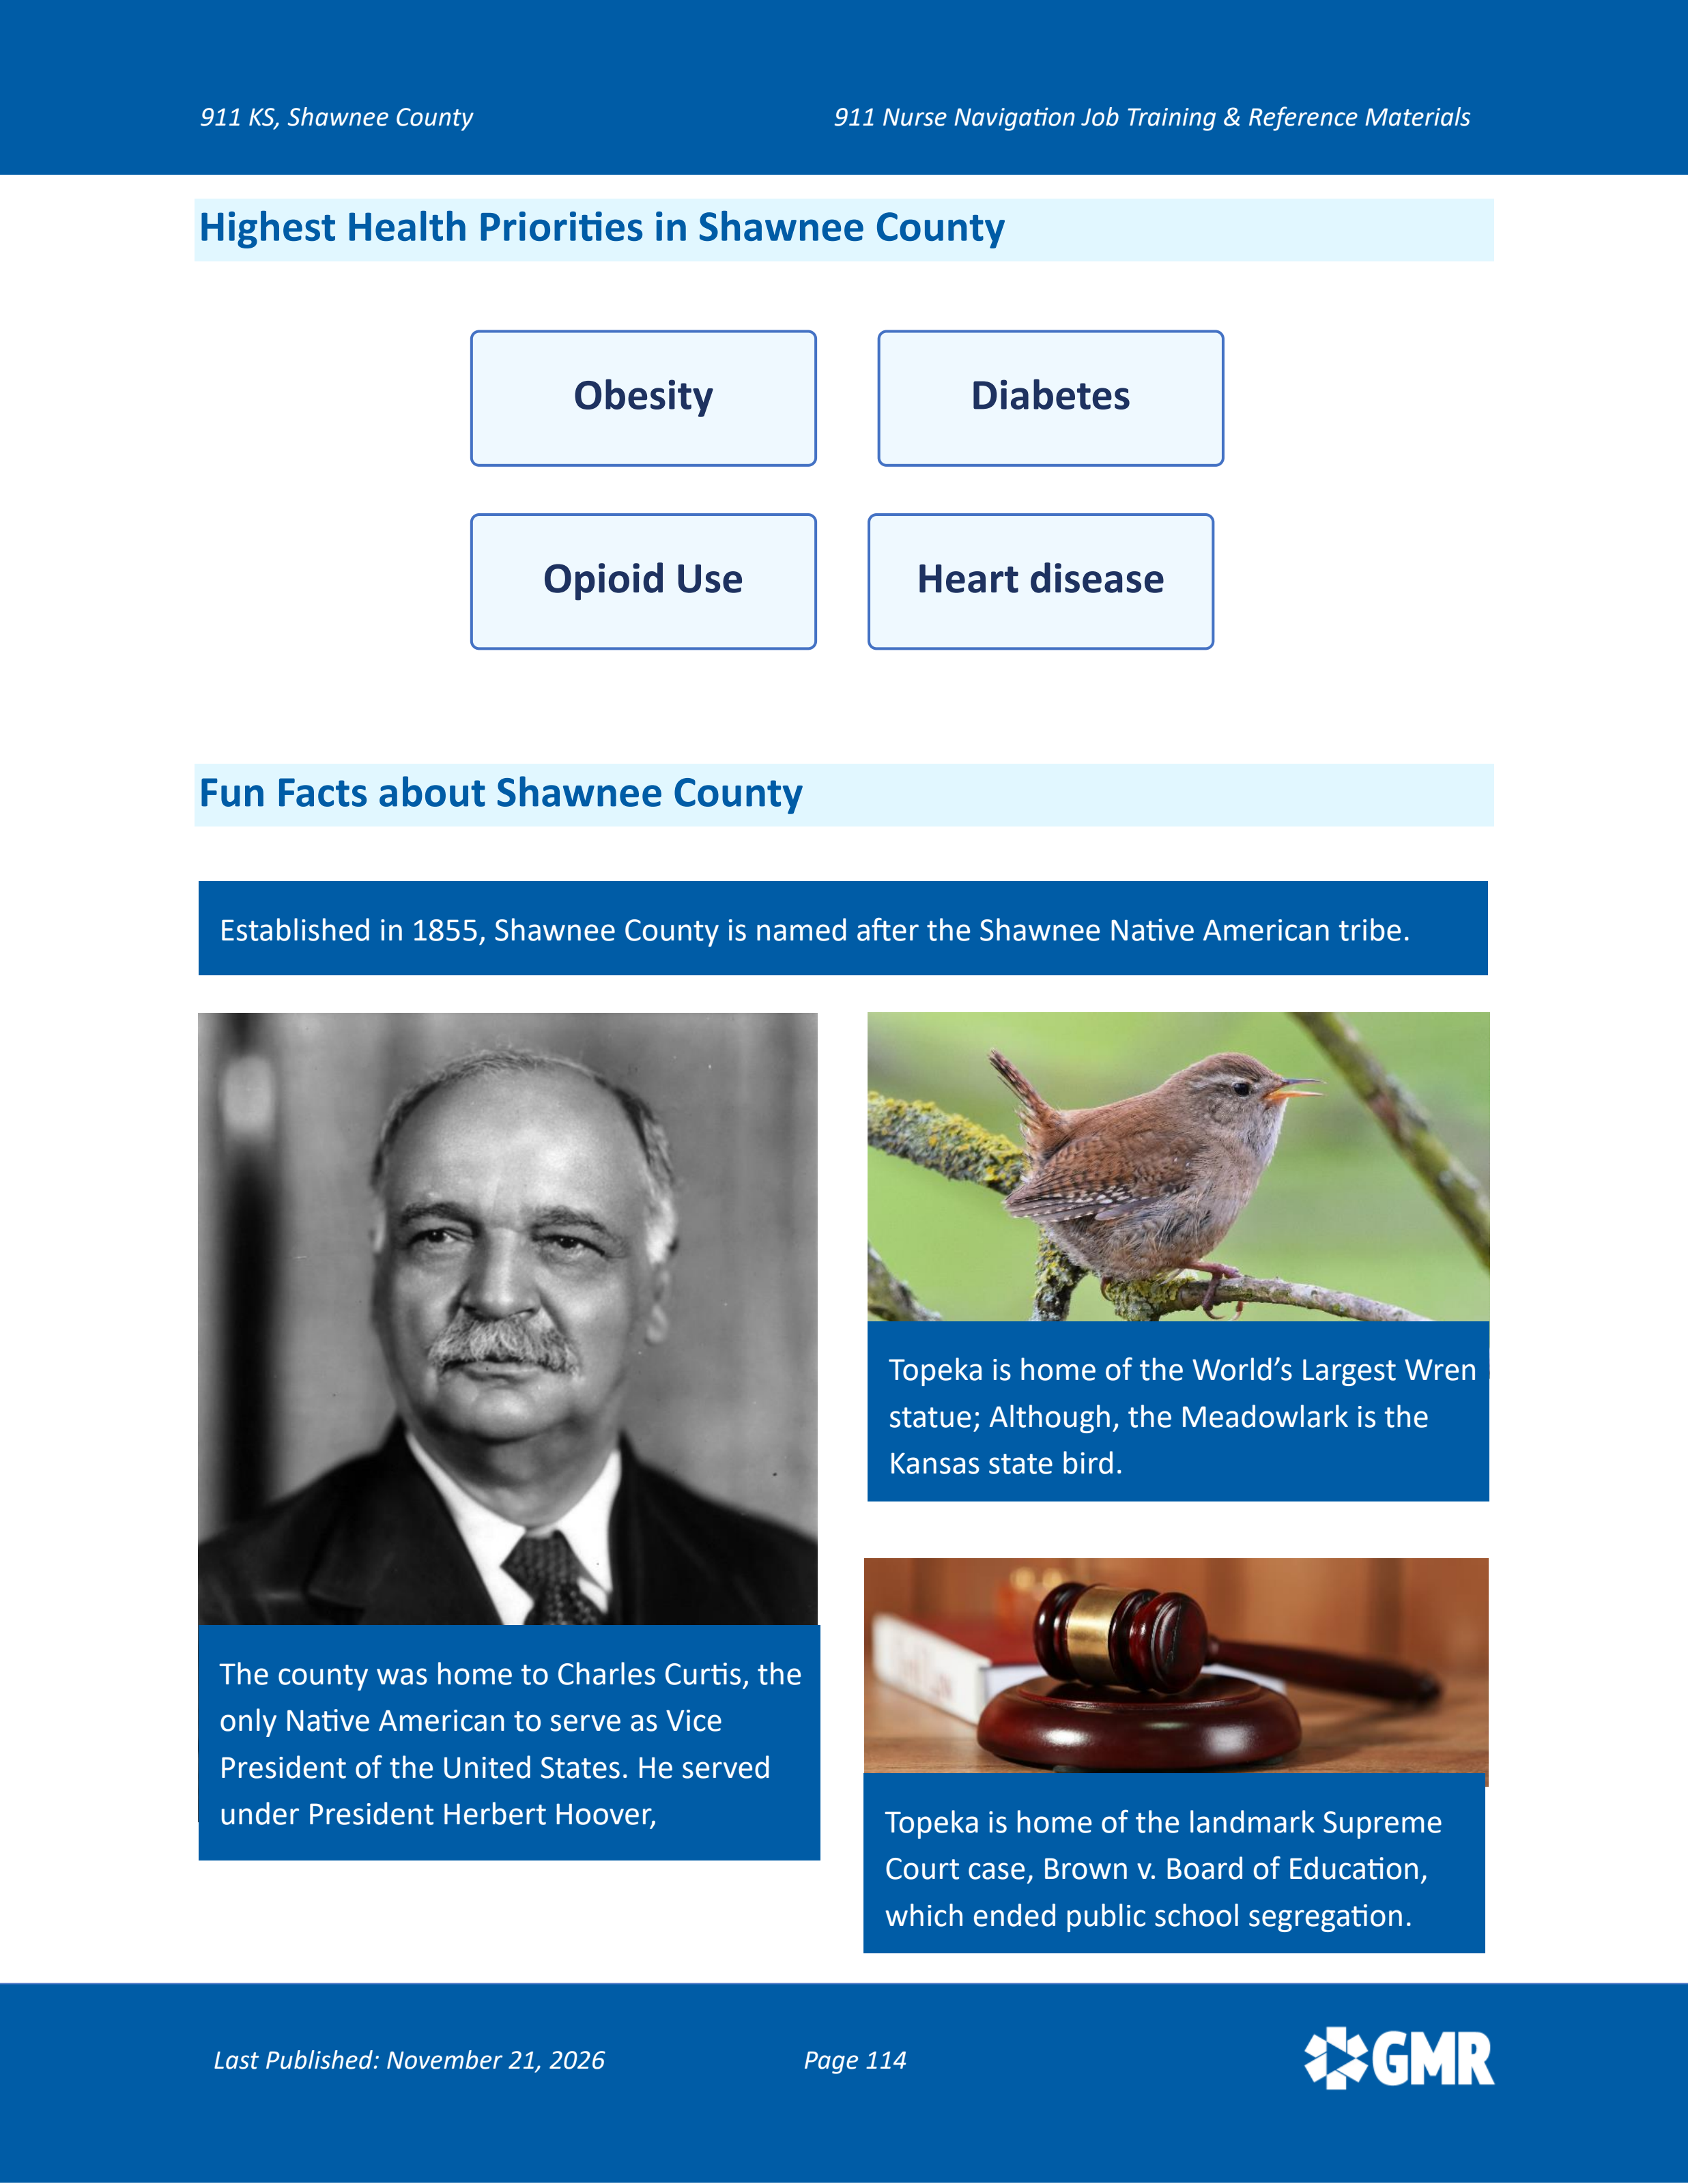 911 KS, Shawnee County
911 Nurse Navigation Job Training & Reference Materials
Highest Health Priorities in Shawnee County
Obesity
Diabetes
Opioid Use
Heart disease
Fun Facts about Shawnee County
Established in 1855, Shawnee County is named after the Shawnee Native American tribe.
The county was home to Charles Curtis, the
only Native American to serve as Vice
President of the United States. He served
under President Herbert Hoover,
Topeka is home of the World’s Largest Wren
statue; Although, the Meadowlark is the
Kansas state bird.
Topeka is home of the landmark Supreme
Court case, Brown v. Board of Education,
which ended public school segregation.
Last Published: November 21, 2026
Page 114
GMR